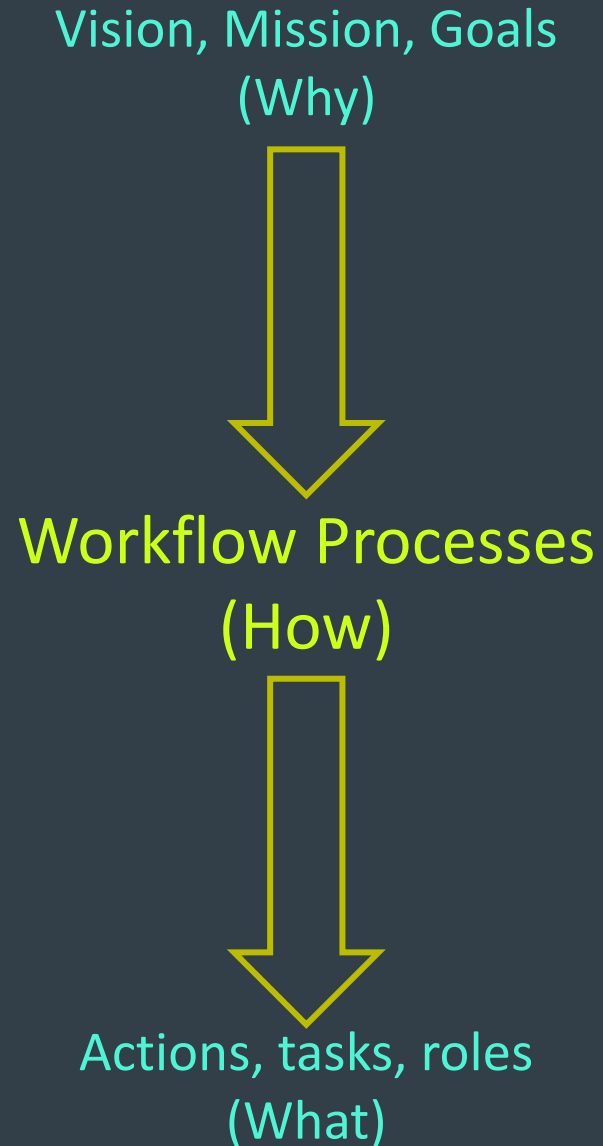 Vision, Mission, Goals
(Why)
Workflow Processes
(How)
Actions, tasks, roles
(What)